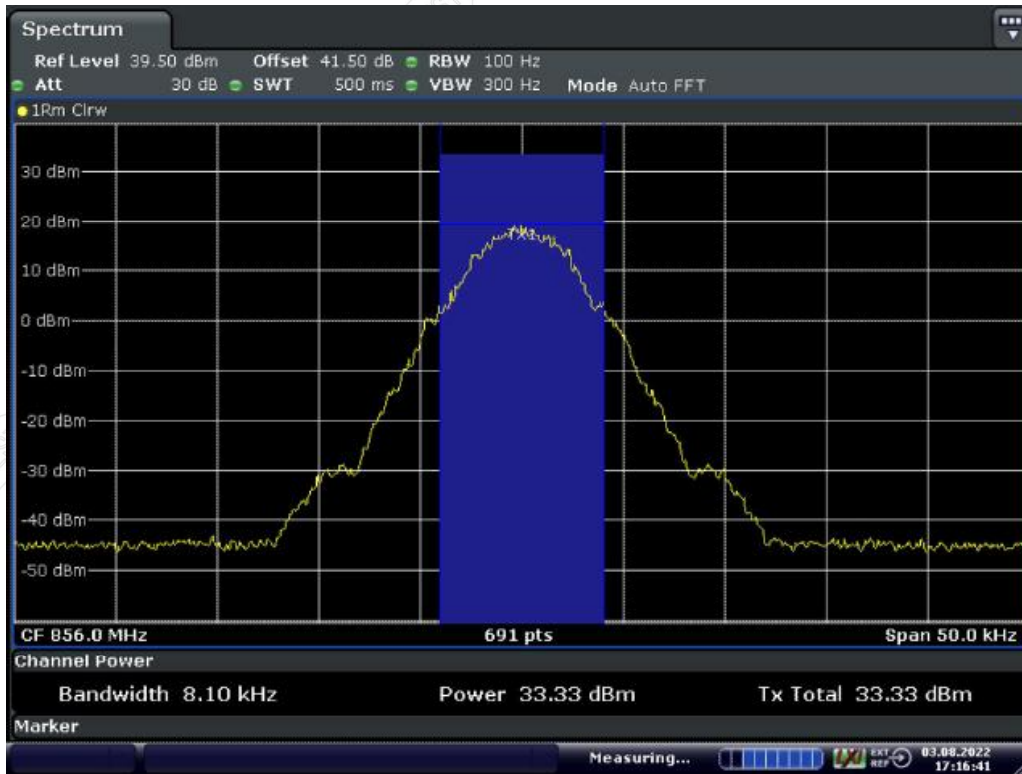 Spectrum
Ref Level 39.50 dBm Offset 41.50 dB RBW 100 Hz
Att 30 dB SWT 500 ms VBW 300 Hz Mode Auto FFT
1Rm Clrw
30 dBm
20 dBm
10 dBm
0 dBm
-10 dBm
-20 dBm
-30 dBm
-40 dBm
-50 dBm
CF 856.0 MHz 691 pts Span 50.0 kHz
Channel Power
Bandwidth 8.10 kHz Power 33.33 dBm Tx Total 33.33 dBm
Marker
Measuring... EXT REF 03.08.2022
17:16:41